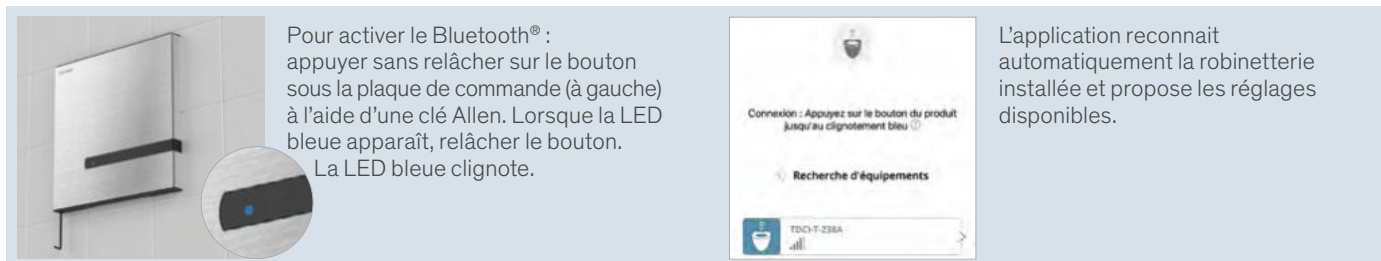 Pour activer le Bluetooth® :
appuyer sans relâcher sur le bouton
sous la plaque de commande (à gauche)
à l’aide d’une clé Allen. Lorsque la LED
bleue apparaît, relâcher le bouton.
La LED bleue clignote.
Connexion : Appuyez sur le bouton du produit
jusqu'au clignotement bleu
Recherche d'équipements
TDCI-T-238A
L’application reconnait
automatiquement la robinetterie
installée et propose les réglages
disponibles.